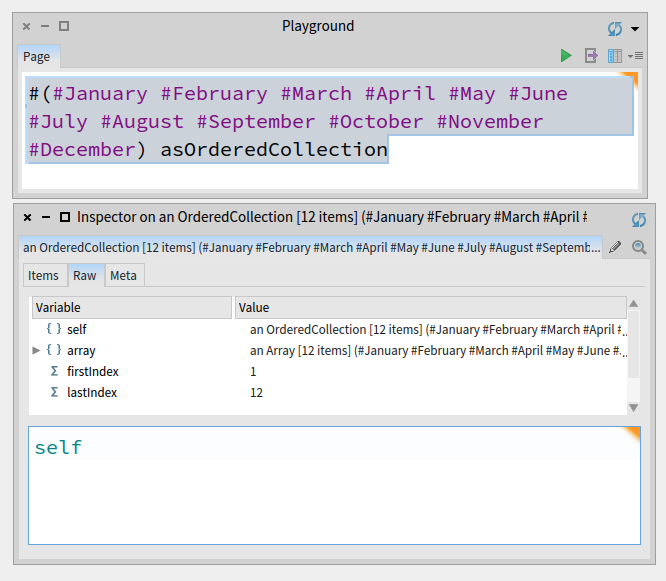 Playground
Page
#(#January #February #March #April #May #June
#July #August #September #October #November
#December) asOrderedCollection
Inspector on an OrderedCollection [12 items] (#January #February #March #April #
an OrderedCollection [12 items] (#January #February #March #April #May #June #July #August #Septemb...
Items Raw Meta
Variable Value
self an OrderedCollection [12 items] (#January #February #March #April #...
array an Array [12 items] (#January #February #March #April #May #June #...
firstIndex 1
lastIndex 12
self